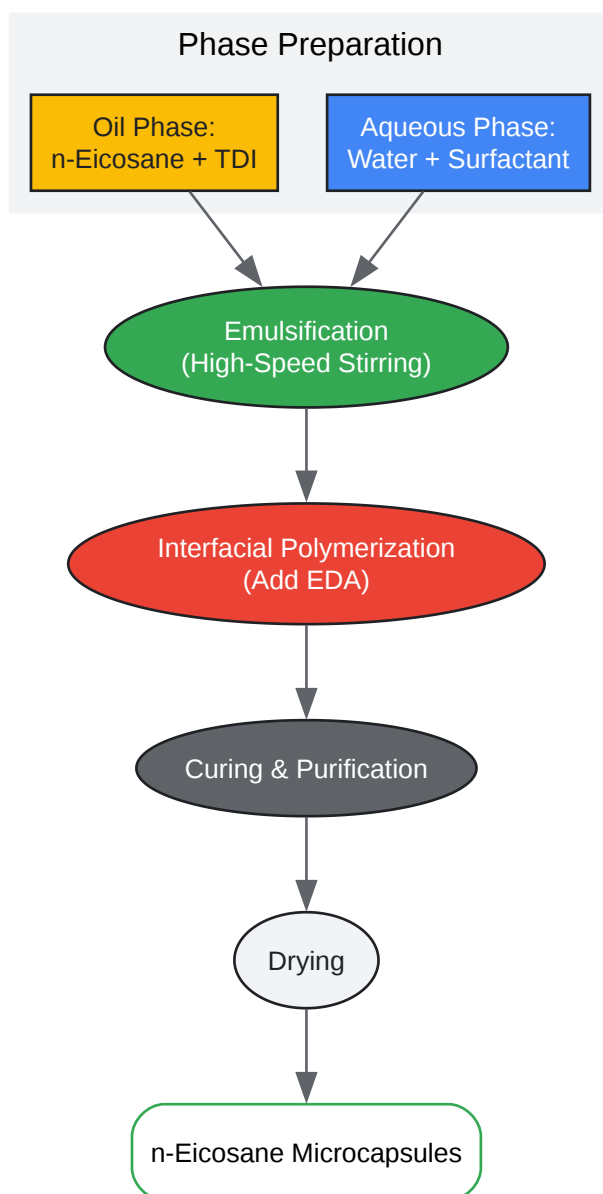 Phase Preparation
Oil Phase:
n-Eicosane + TDI
Aqueous Phase:
Water + Surfactant
Emulsification
(High-Speed Stirring)
Interfacial Polymerization
(Add EDA)
Curing & Purification
Drying
n-Eicosane Microcapsules